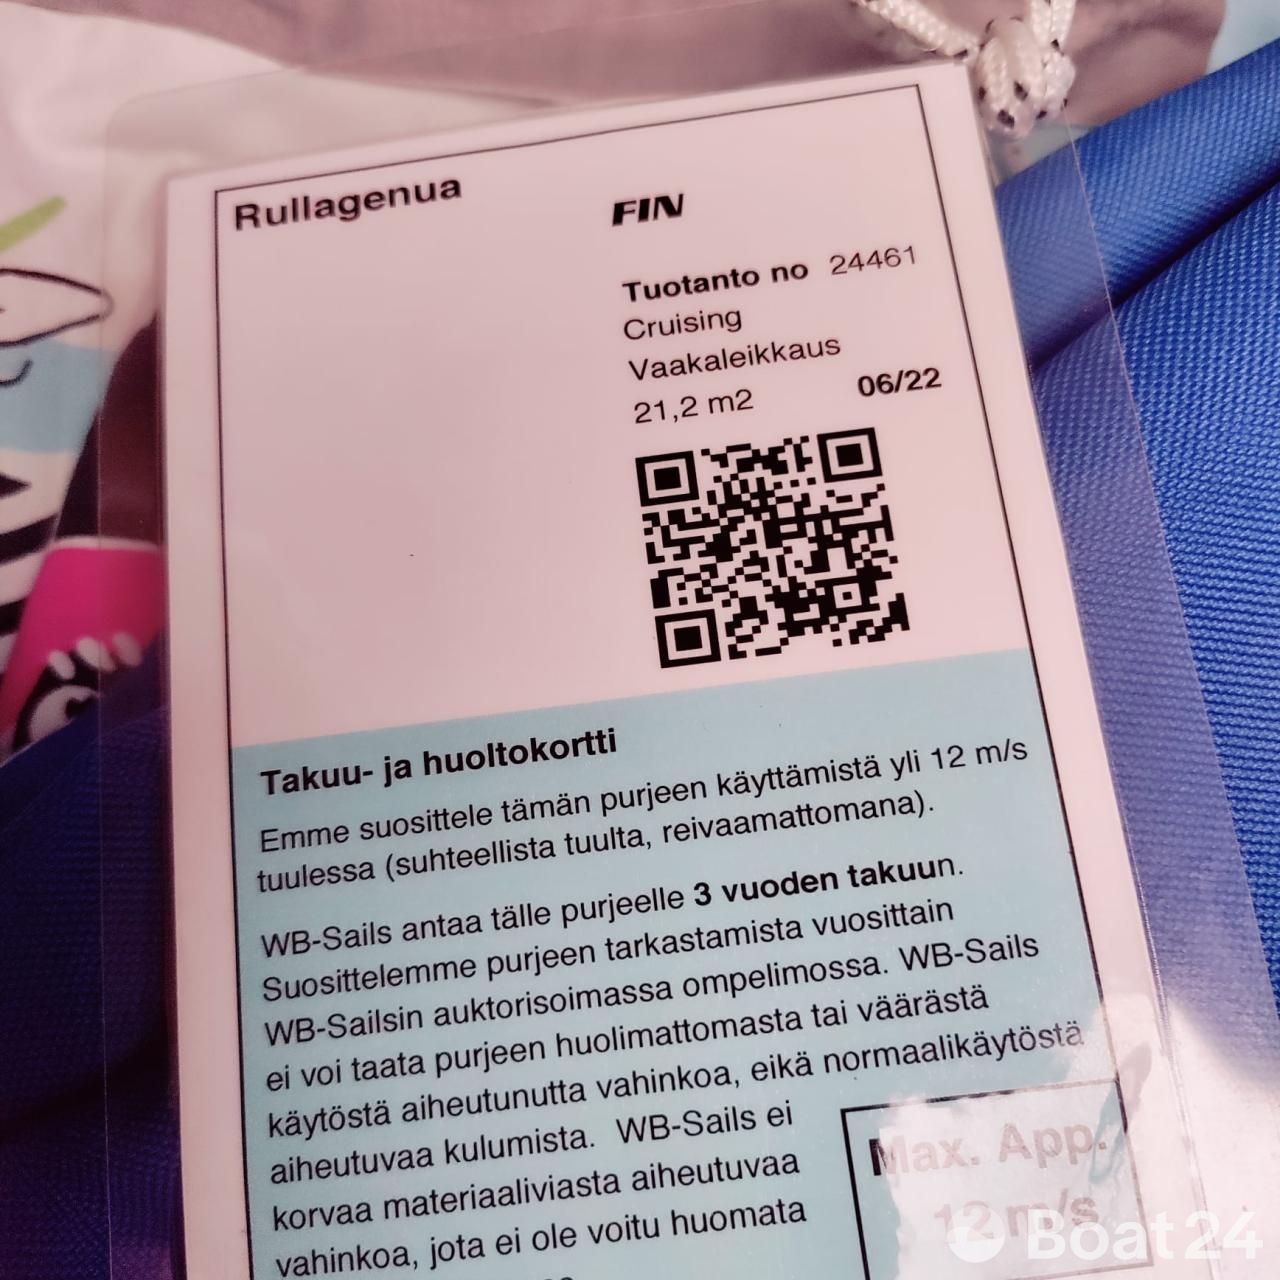 Rullagenua
FIN
Tuotanto no 24461
Cruising
Vaakaleikkaus
21,2 m2 06/22
Takuu- ja huoltokortti
Emme suosittele tämän purjeen käyttämistä yli 12 m/s
tuulessa (suhteellista tuulta, reivaamattomana).
WB-Sails antaa tälle purjeelle 3 vuoden takuun.
Suosittelemme purjeen tarkastamista vuosittain
WB-Sailsin auktorisoimassa ompelimossa. WB-Sails
ei voi taata purjeen huolimattomasta tai väärästä
käytöstä aiheutunutta vahinkoa, eikä normaalikäytöstä
aiheutuvaa kulumista. WB-Sails ei
korvaa materiaaliviasta aiheutuvaa
vahinkoa, jota ei ole voitu huomata
Max. App.
12 m/s
Boat24